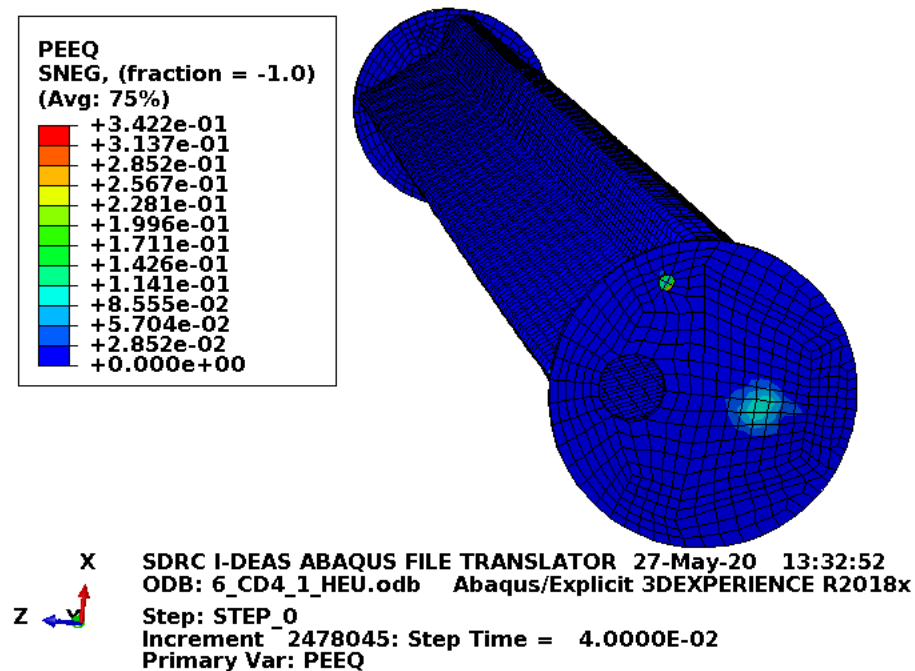 PEEQ
SNEG, (fraction = -1.0)
(Avg: 75%)
+3.422e-01
+3.137e-01
+2.852e-01
+2.567e-01
+2.281e-01
+1.996e-01
+1.711e-01
+1.426e-01
+1.141e-01
+8.555e-02
+5.704e-02
+2.852e-02
+0.000e+00
X
Z
Y
SDRC I-DEAS ABAQUS FILE TRANSLATOR 27-May-20 13:32:52
ODB: 6_CD4_1_HEU.odb Abaqus/Explicit 3DEXPERIENCE R2018x
Step: STEP_0
Increment 2478045: Step Time = 4.0000E-02
Primary Var: PEEQ